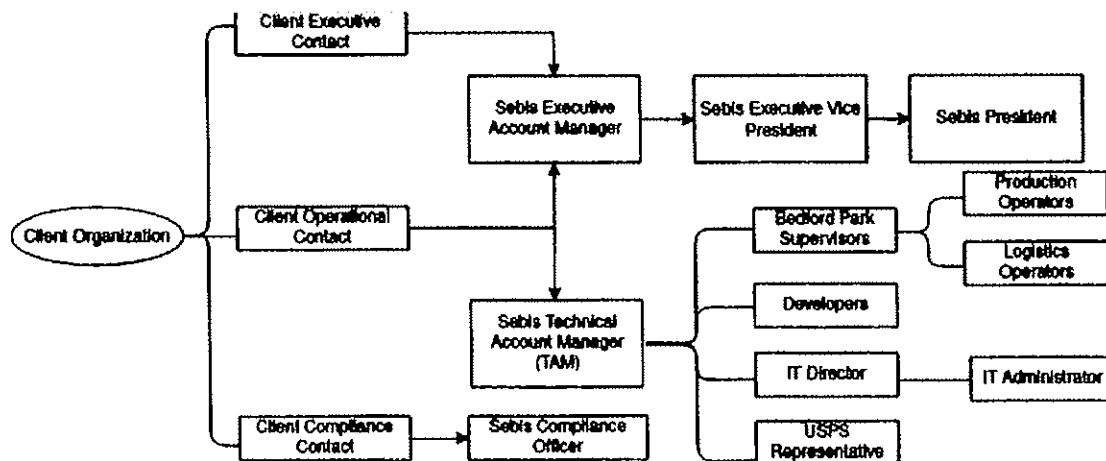 Client Executive
Contact
Sebis Executive
Account Manager
Sebis Executive Vice
President
Sebis President
Client Organization
Client Operational
Contact
Bedford Park
Supervisors
Production
Operators
Logistics
Operators
Sebis Technical
Account Manager
(TAM)
Developers
IT Director
IT Administrator
Client Compliance
Contact
Sebis Compliance
Officer
USPS
Representative